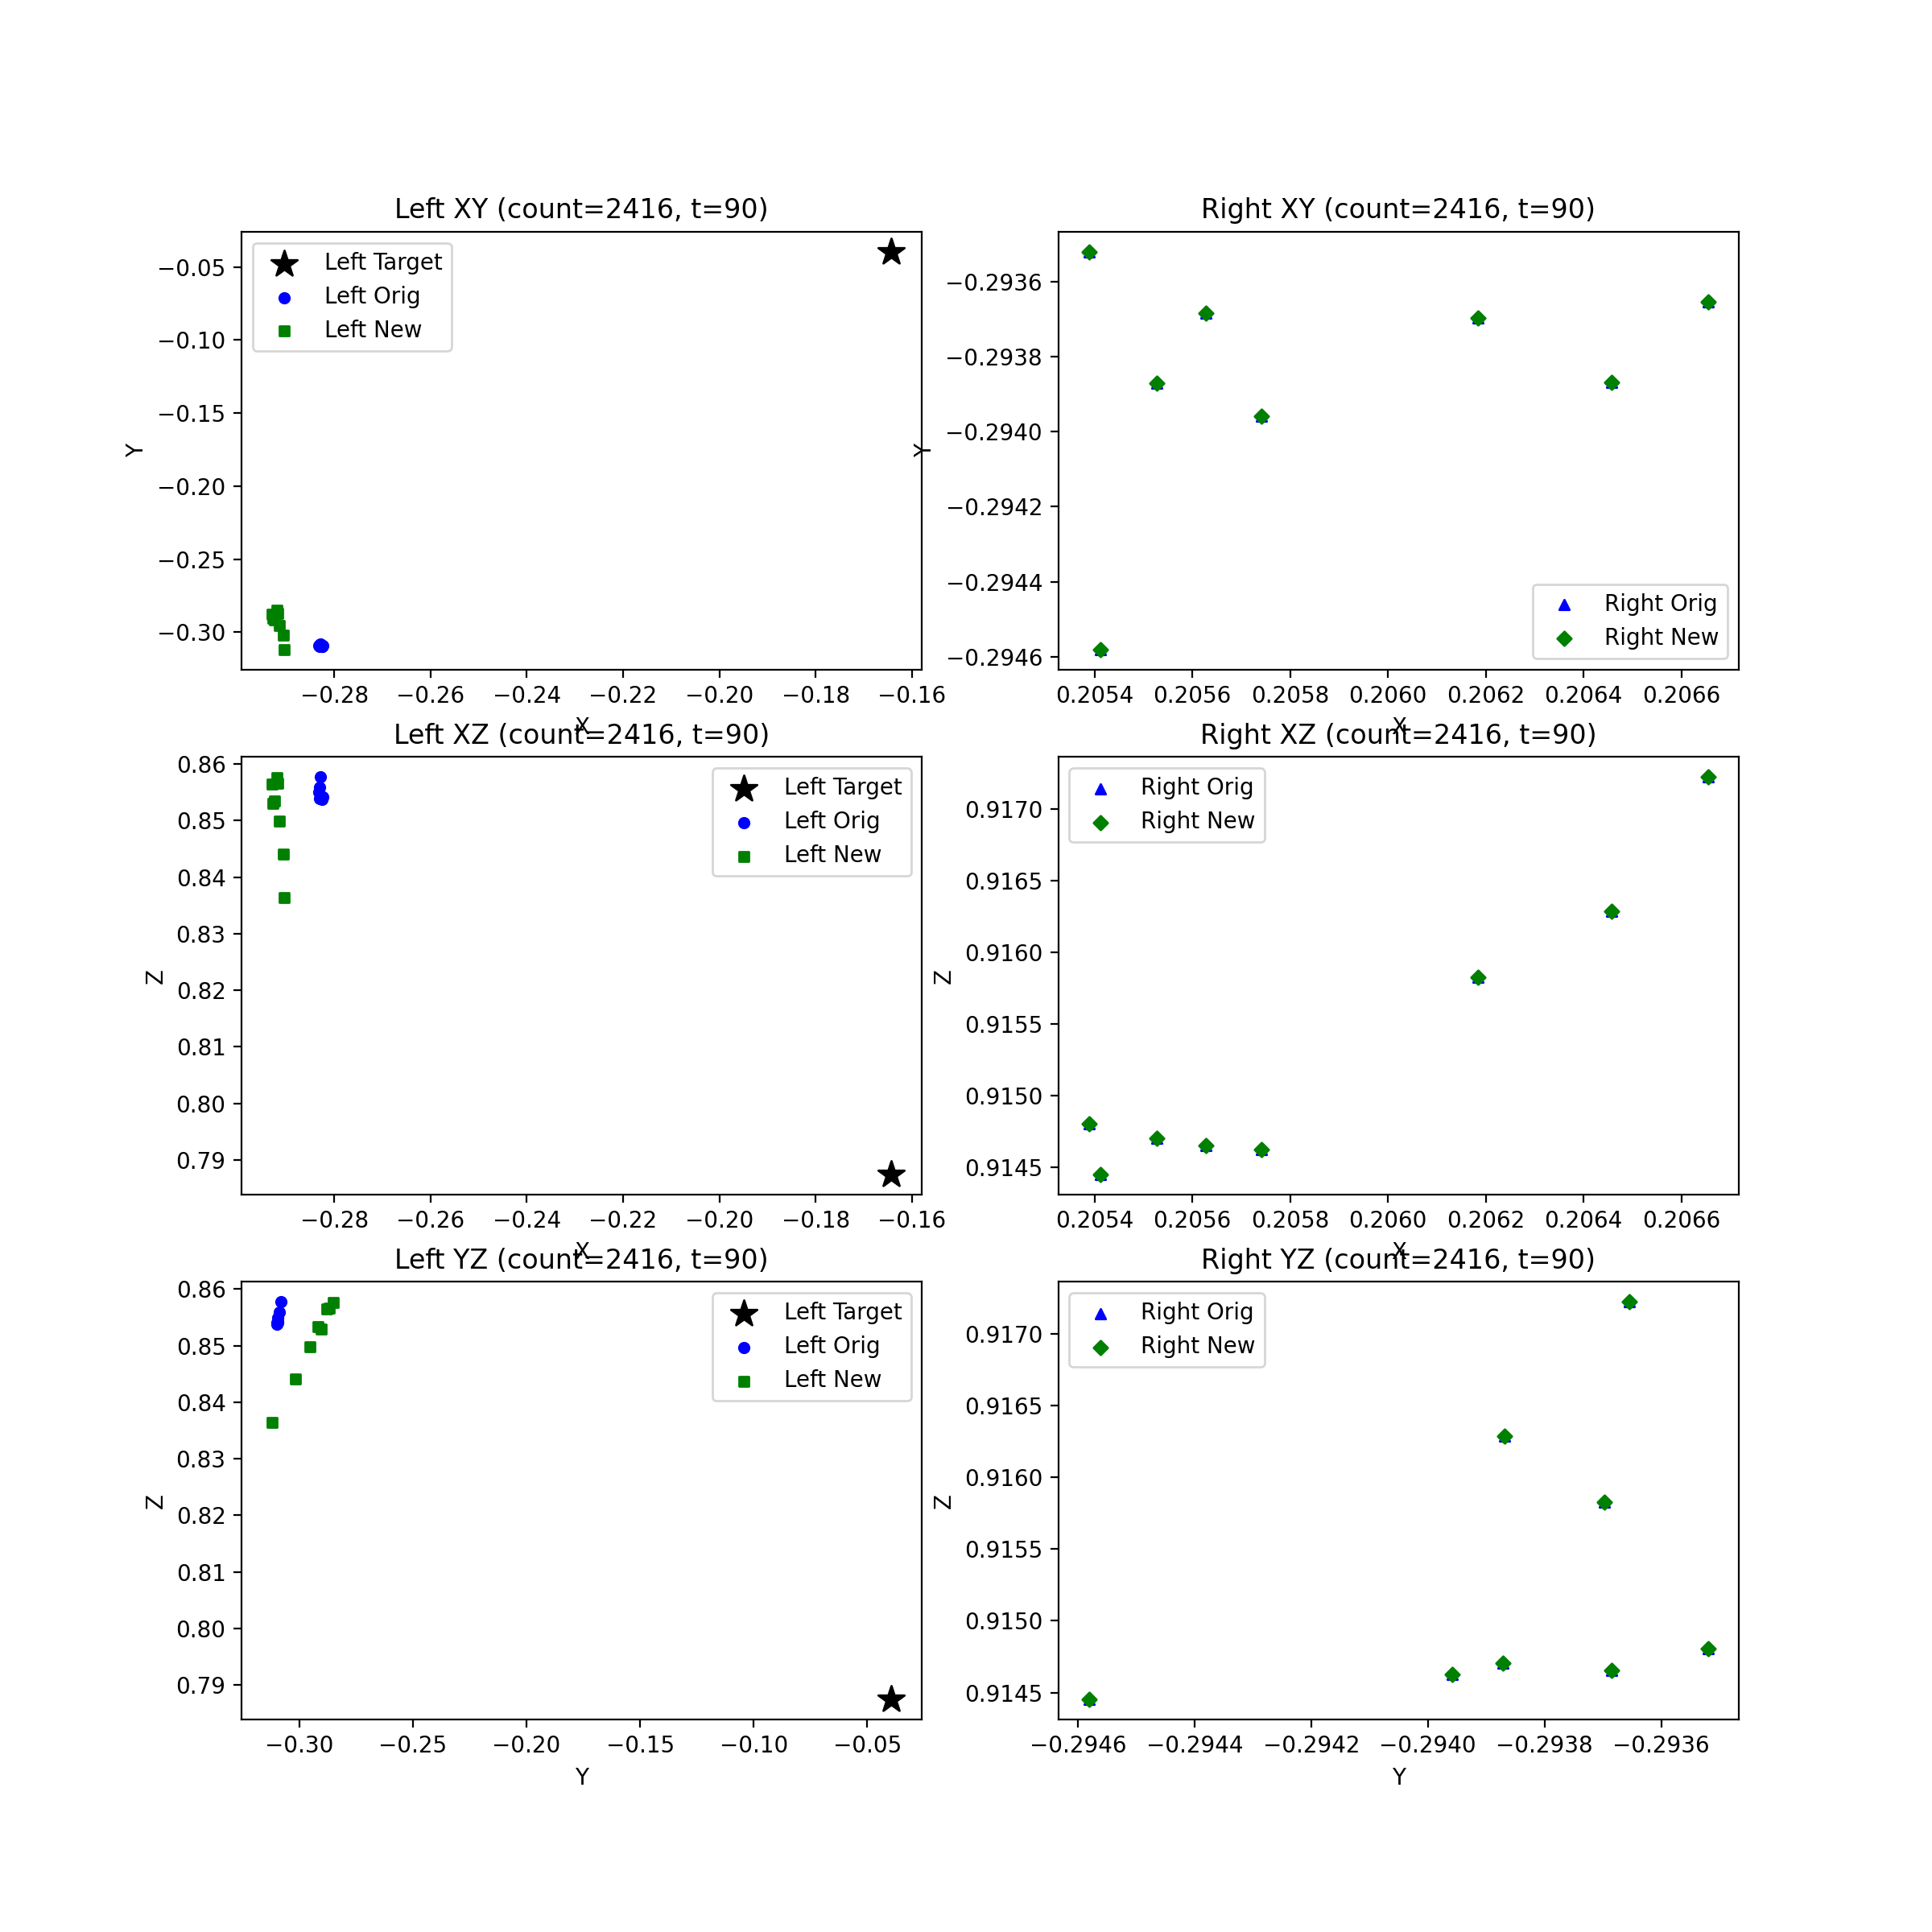 Left XY (count=2416, t=90)
Left Target
Left Orig
Left New
−0.05
−0.10
−0.15
−0.20
−0.25
−0.30
Y
−0.28 −0.26 −0.24 −0.22 −0.20 −0.18 −0.16
X
Right XY (count=2416, t=90)
−0.2936
−0.2938
−0.2940
−0.2942
−0.2944
−0.2946
Y
Right Orig
Right New
0.2054 0.2056 0.2058 0.2060 0.2062 0.2064 0.2066
X
Left XZ (count=2416, t=90)
Left Target
Left Orig
Left New
0.86
0.85
0.84
0.83
0.82
0.81
0.80
0.79
Z
−0.28 −0.26 −0.24 −0.22 −0.20 −0.18 −0.16
X
Right XZ (count=2416, t=90)
Right Orig
Right New
0.9170
0.9165
0.9160
0.9155
0.9150
0.9145
Z
0.2054 0.2056 0.2058 0.2060 0.2062 0.2064 0.2066
X
Left YZ (count=2416, t=90)
Left Target
Left Orig
Left New
0.86
0.85
0.84
0.83
0.82
0.81
0.80
0.79
Z
−0.30 −0.25 −0.20 −0.15 −0.10 −0.05
Y
Right YZ (count=2416, t=90)
Right Orig
Right New
0.9170
0.9165
0.9160
0.9155
0.9150
0.9145
Z
−0.2946 −0.2944 −0.2942 −0.2940 −0.2938 −0.2936
Y